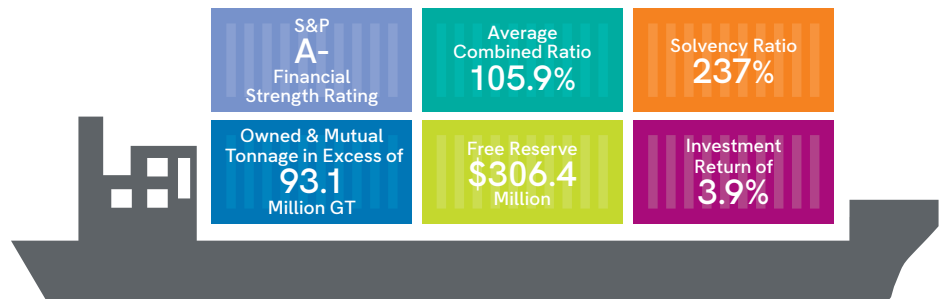 S&P
A-
Financial
Strength Rating
Average
Combined Ratio
105.9%
Solvency Ratio
237%
Owned & Mutual
Tonnage in Excess of
93.1
Million GT
Free Reserve
$306.4
Million
Investment
Return of
3.9%